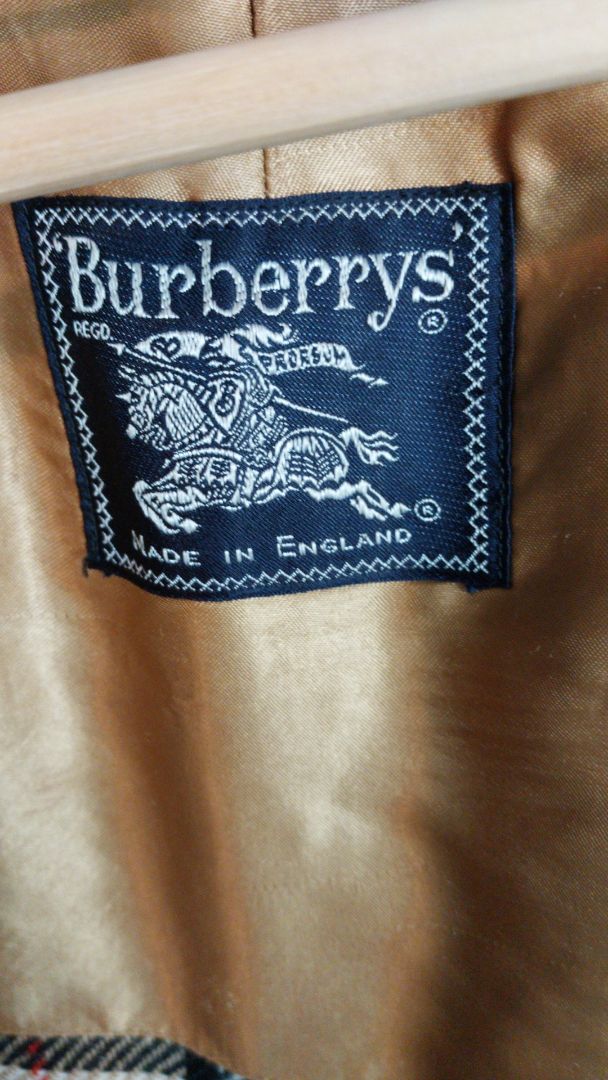 'Burberrys'
®
REGD.
PRORSUM
®
MADE IN ENGLAND